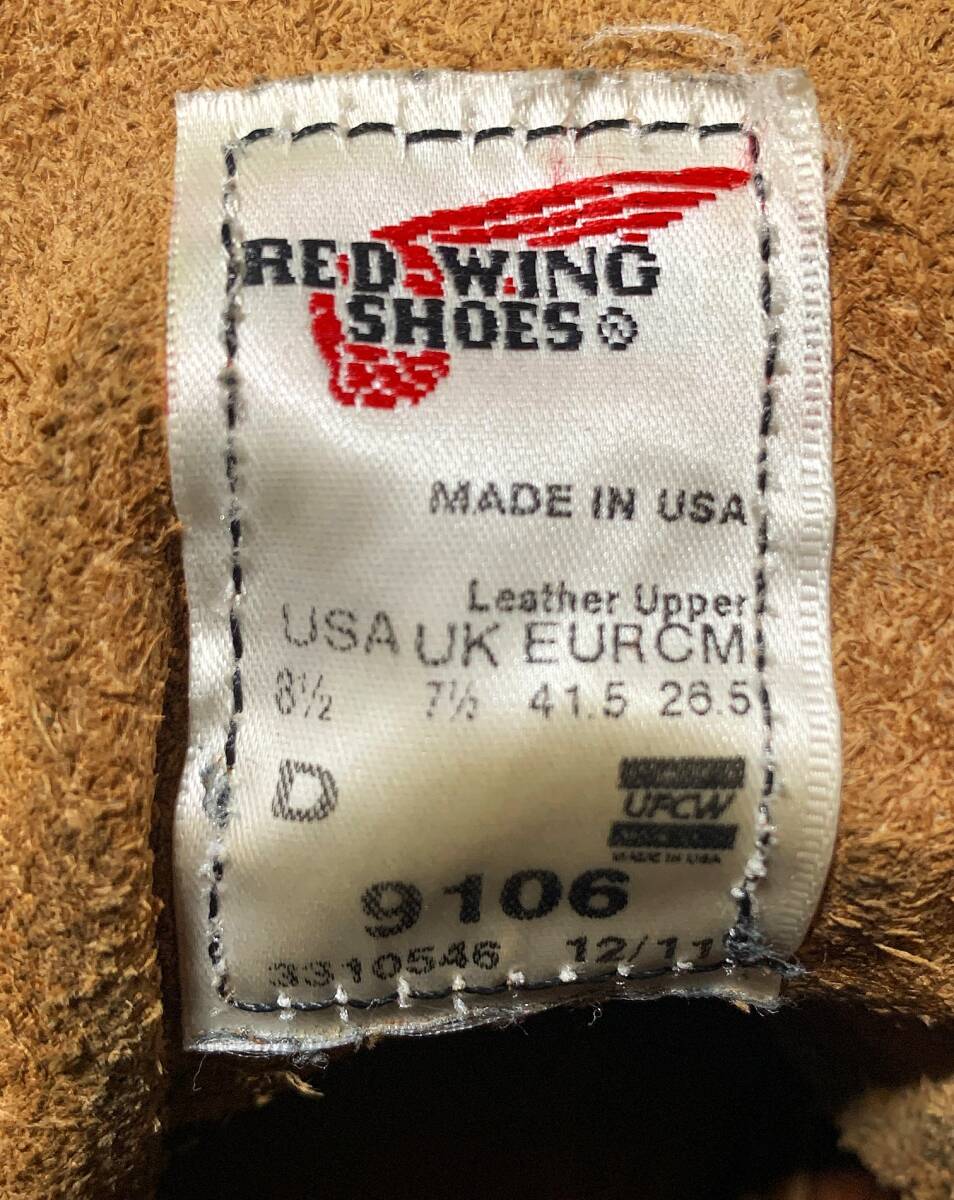 RED WING
SHOES ®
MADE IN USA
Leather Upper
USA UK EUR CM
8½ 7½ 41.5 26.5
D
UFCW
MADE IN USA
9106
3310546 12/11